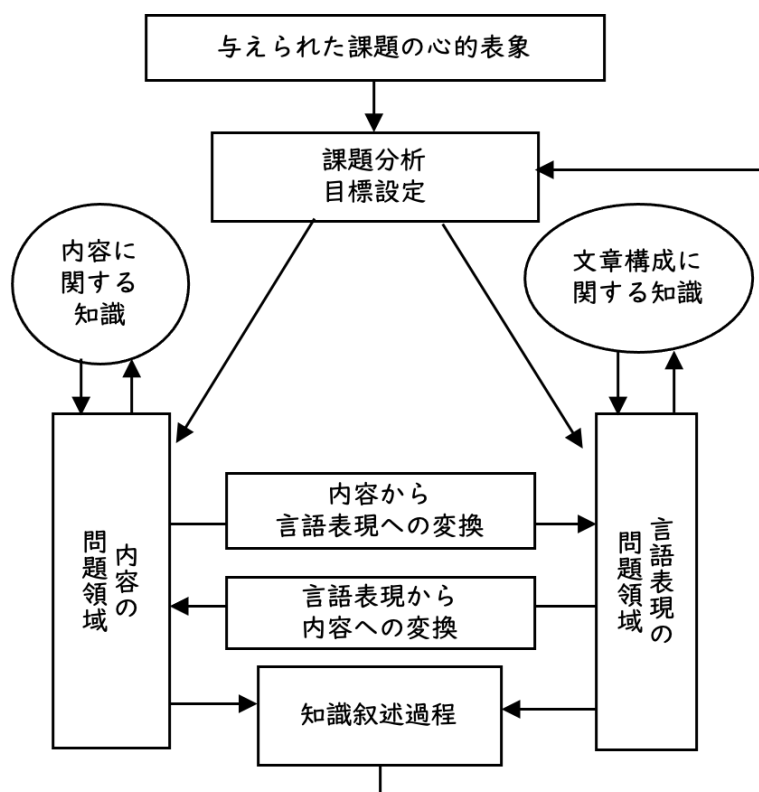 与えられた課題の心的表象
課題分析
目標設定
内容に
関する
知識
文章構成に
関する知識
内容から
言語表現への変換
内容の
問題領域
言語表現の
問題領域
言語表現から
内容への変換
知識叙述過程